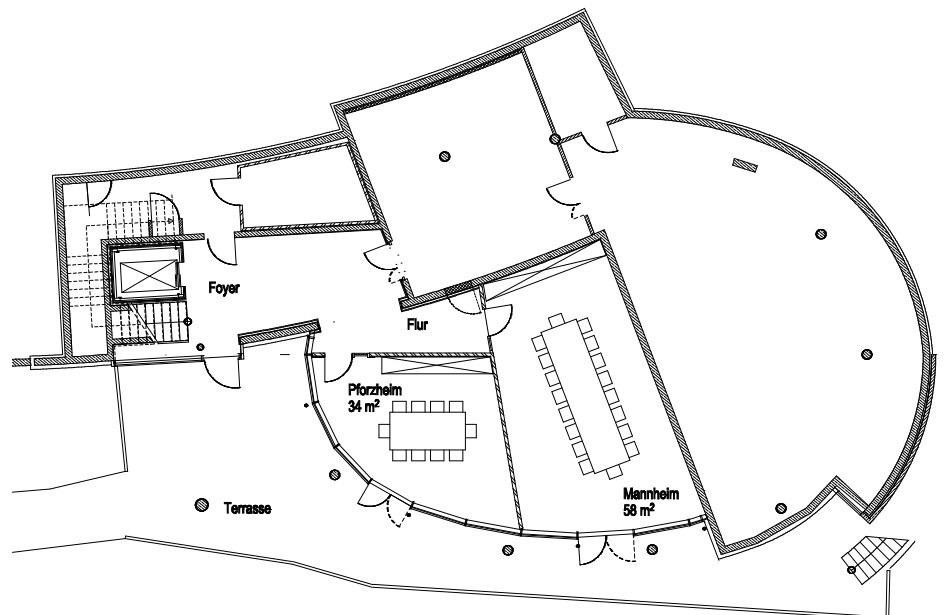 Foyer
Flur
Pforzheim
34 m²
Mannheim
58 m²
Terrasse